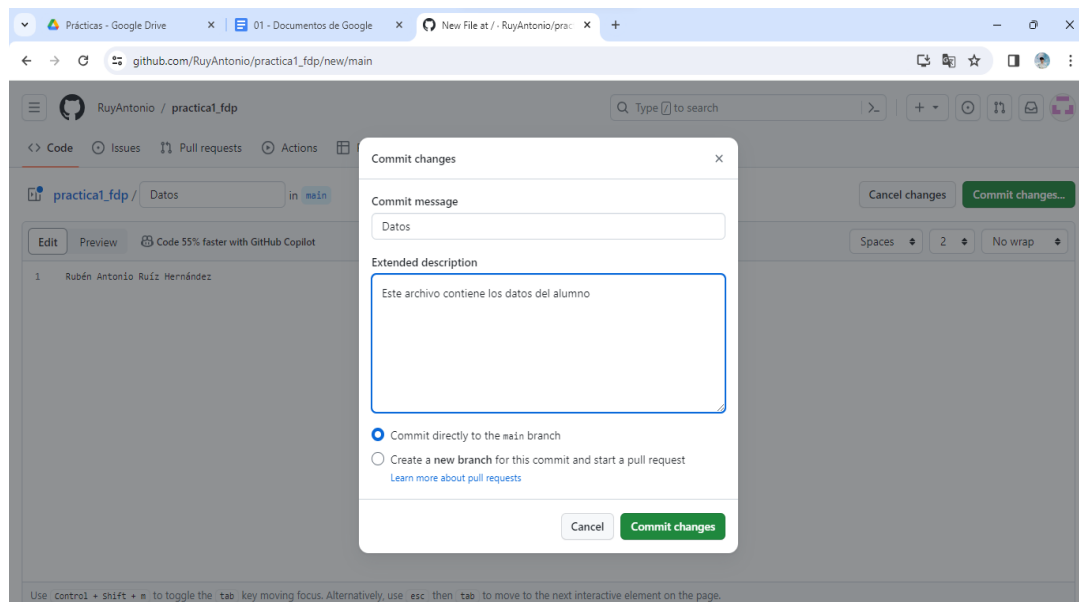 Prácticas - Google Drive
01 - Documentos de Google
New File at / · RuyAntonio/prac
github.com/RuyAntonio/practica1_fdp/new/main
RuyAntonio / practica1_fdp
Type / to search
<> Code
Issues
Pull requests
Actions
practica1_fdp / Datos in main
Cancel changes
Commit changes...
Edit
Preview
Code 55% faster with GitHub Copilot
Spaces
2
No wrap
1 Rubén Antonio Ruíz Hernández
Commit changes
Commit message
Datos
Extended description
Este archivo contiene los datos del alumno
Commit directly to the main branch
Create a new branch for this commit and start a pull request
Learn more about pull requests
Cancel
Commit changes
Use Control + Shift + m to toggle the tab key moving focus. Alternatively, use esc then tab to move to the next interactive element on the page.